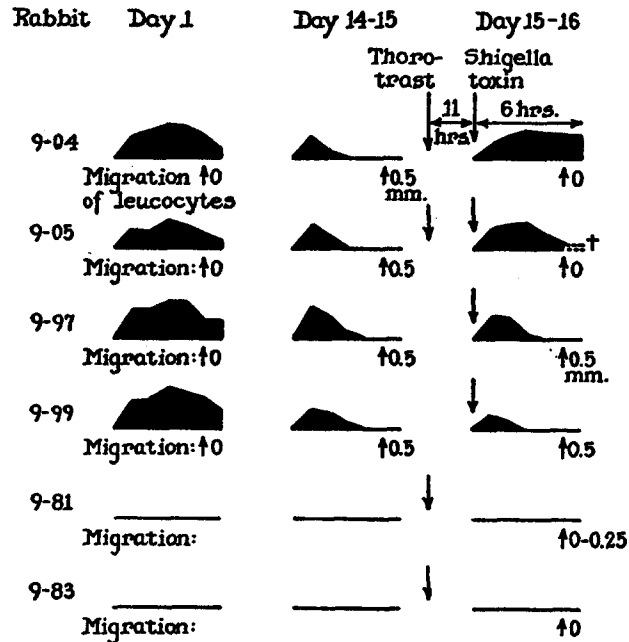 Rabbit Day 1 Day 14-15 Day 15-16
Thoro- Shigella
trast toxin
11 6 hrs.
hrs.
9-04
Migration ↑0 ↑0.5 ↑0
of leucocytes mm.
9-05 †
Migration: ↑0 ↑0.5 ↑0
9-97
Migration: ↑0 ↑0.5 ↑0.5
mm.
9-99
Migration: ↑0 ↑0.5 ↑0.5
9-81
Migration: ↑0-0.25
9-83
Migration: ↑0